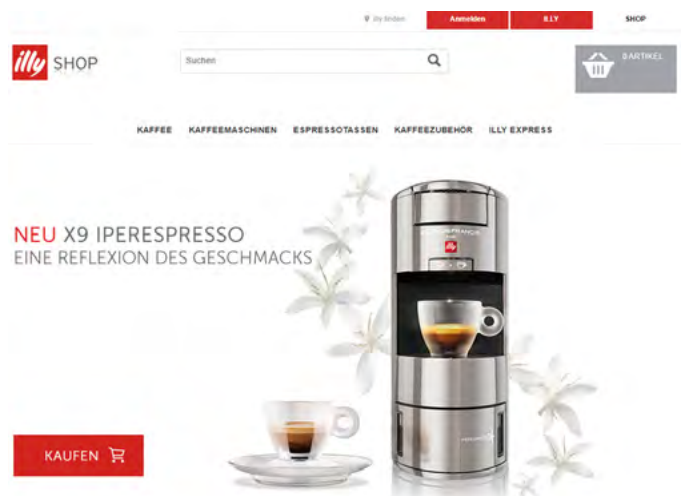 illy finden
Anmelden
ILLY
SHOP
illy SHOP
Suchen
0 ARTIKEL
KAFFEE KAFFEEMASCHINEN ESPRESSOTASSEN KAFFEEZUBEHÖR ILLY EXPRESS
NEU X9 IPERESPRESSO
EINE REFLEXION DES GESCHMACKS
illy
KAUFEN